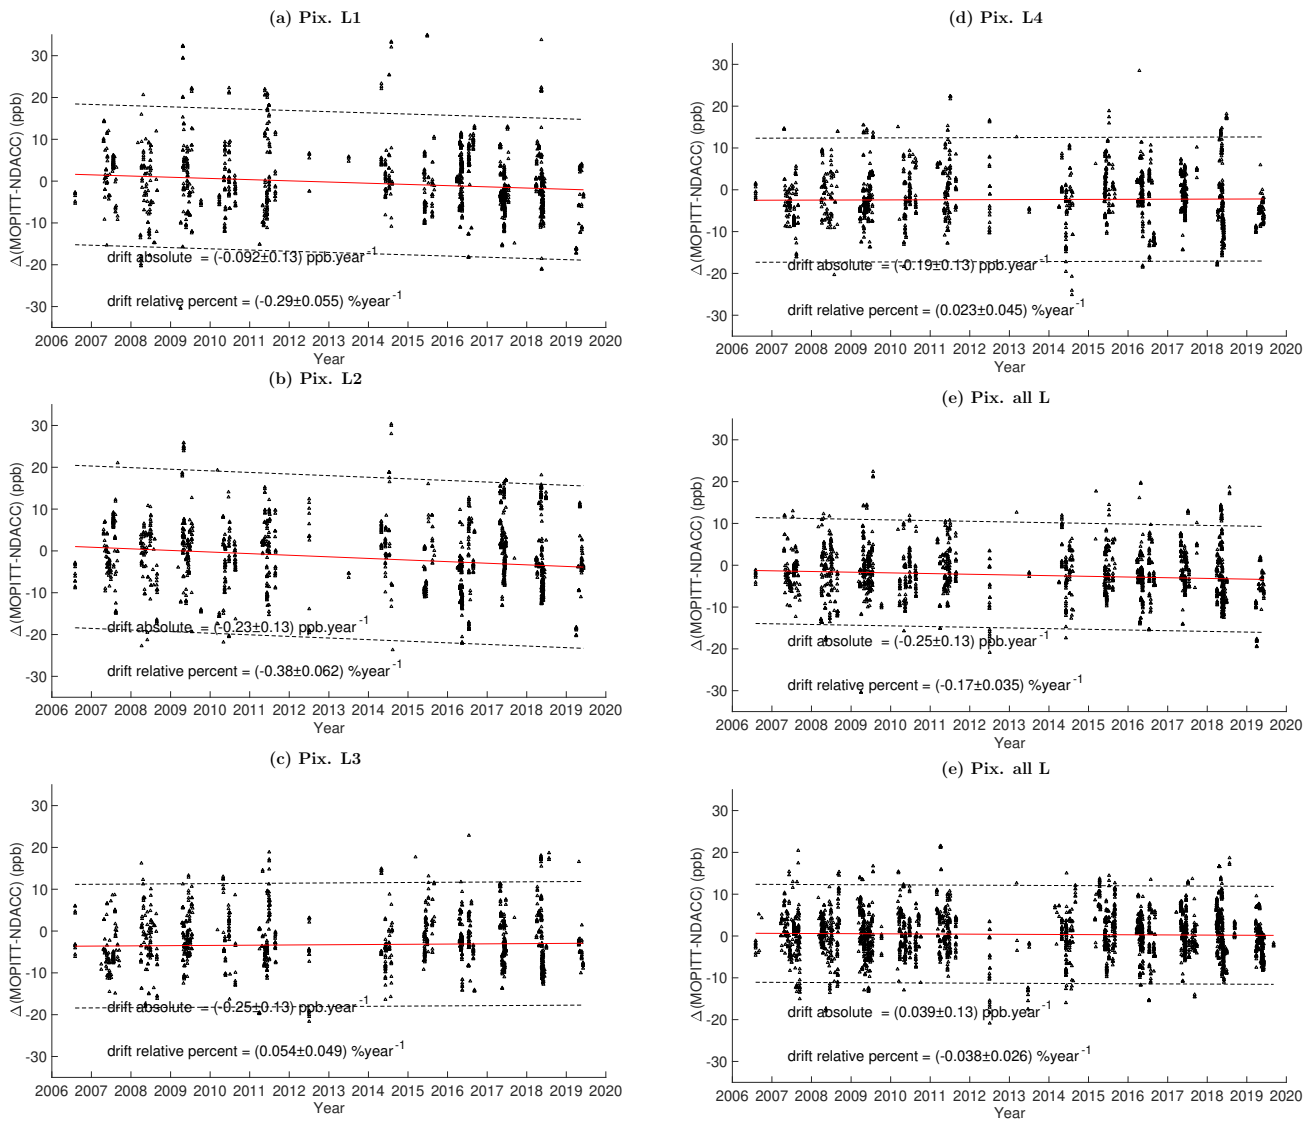 (a) Pix. L1
Δ(MOPITT-NDACC) (ppb)
30
20
10
0
-10
-20
-30
drift absolute = (-0.092±0.13) ppb.year-1
drift relative percent = (-0.29±0.055) %year-1
2006 2007 2008 2009 2010 2011 2012 2013 2014 2015 2016 2017 2018 2019 2020
Year
(b) Pix. L2
Δ(MOPITT-NDACC) (ppb)
30
20
10
0
-10
-20
-30
drift absolute = (-0.23±0.13) ppb.year-1
drift relative percent = (-0.38±0.062) %year-1
2006 2007 2008 2009 2010 2011 2012 2013 2014 2015 2016 2017 2018 2019 2020
Year
(c) Pix. L3
Δ(MOPITT-NDACC) (ppb)
30
20
10
0
-10
-20
-30
drift absolute = (-0.25±0.13) ppb.year-1
drift relative percent = (0.054±0.049) %year-1
2006 2007 2008 2009 2010 2011 2012 2013 2014 2015 2016 2017 2018 2019 2020
Year
(d) Pix. L4
Δ(MOPITT-NDACC) (ppb)
30
20
10
0
-10
-20
-30
drift absolute = (-0.19±0.13) ppb.year-1
drift relative percent = (0.023±0.045) %year-1
2006 2007 2008 2009 2010 2011 2012 2013 2014 2015 2016 2017 2018 2019 2020
Year
(e) Pix. all L
Δ(MOPITT-NDACC) (ppb)
30
20
10
0
-10
-20
-30
drift absolute = (-0.25±0.13) ppb.year-1
drift relative percent = (-0.17±0.035) %year-1
2006 2007 2008 2009 2010 2011 2012 2013 2014 2015 2016 2017 2018 2019 2020
Year
(e) Pix. all L
Δ(MOPITT-NDACC) (ppb)
30
20
10
0
-10
-20
-30
drift absolute = (0.039±0.13) ppb.year-1
drift relative percent = (-0.038±0.026) %year-1
2006 2007 2008 2009 2010 2011 2012 2013 2014 2015 2016 2017 2018 2019 2020
Year